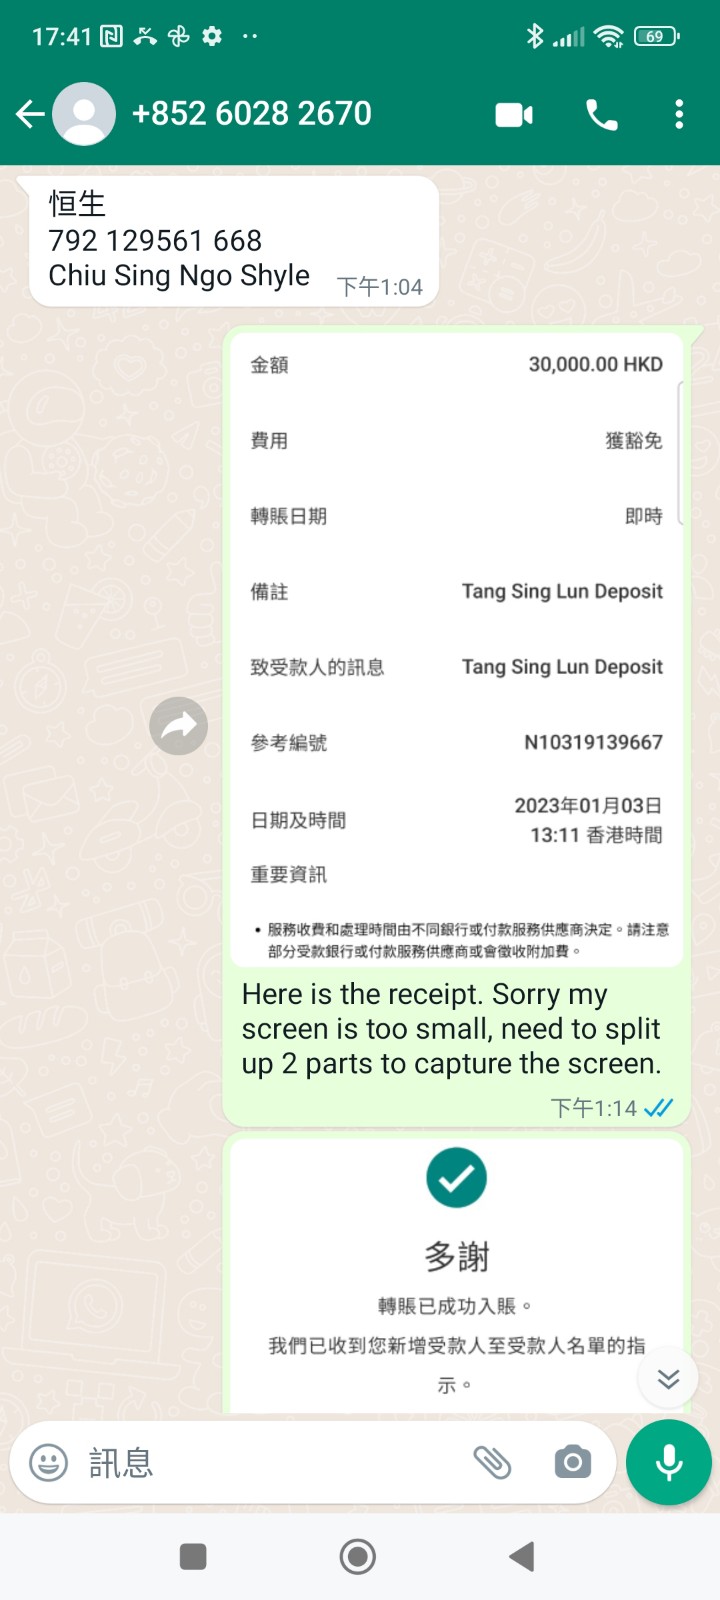 17:41
69
+852 6028 2670
恒生
792 129561 668
Chiu Sing Ngo Shyle
下午1:04
金額 30,000.00 HKD
費用 獲豁免
轉賬日期 即時
備註 Tang Sing Lun Deposit
致受款人的訊息 Tang Sing Lun Deposit
參考編號 N10319139667
日期及時間 2023年01月03日
13:11 香港時間
重要資訊
• 服務收費和處理時間由不同銀行或付款服務供應商決定。請注意
部分受款銀行或付款服務供應商或會徵收附加費。
Here is the receipt. Sorry my
screen is too small, need to split
up 2 parts to capture the screen.
下午1:14
多謝
轉賬已成功入賬。
我們已收到您新增受款人至受款人名單的指
示。
訊息